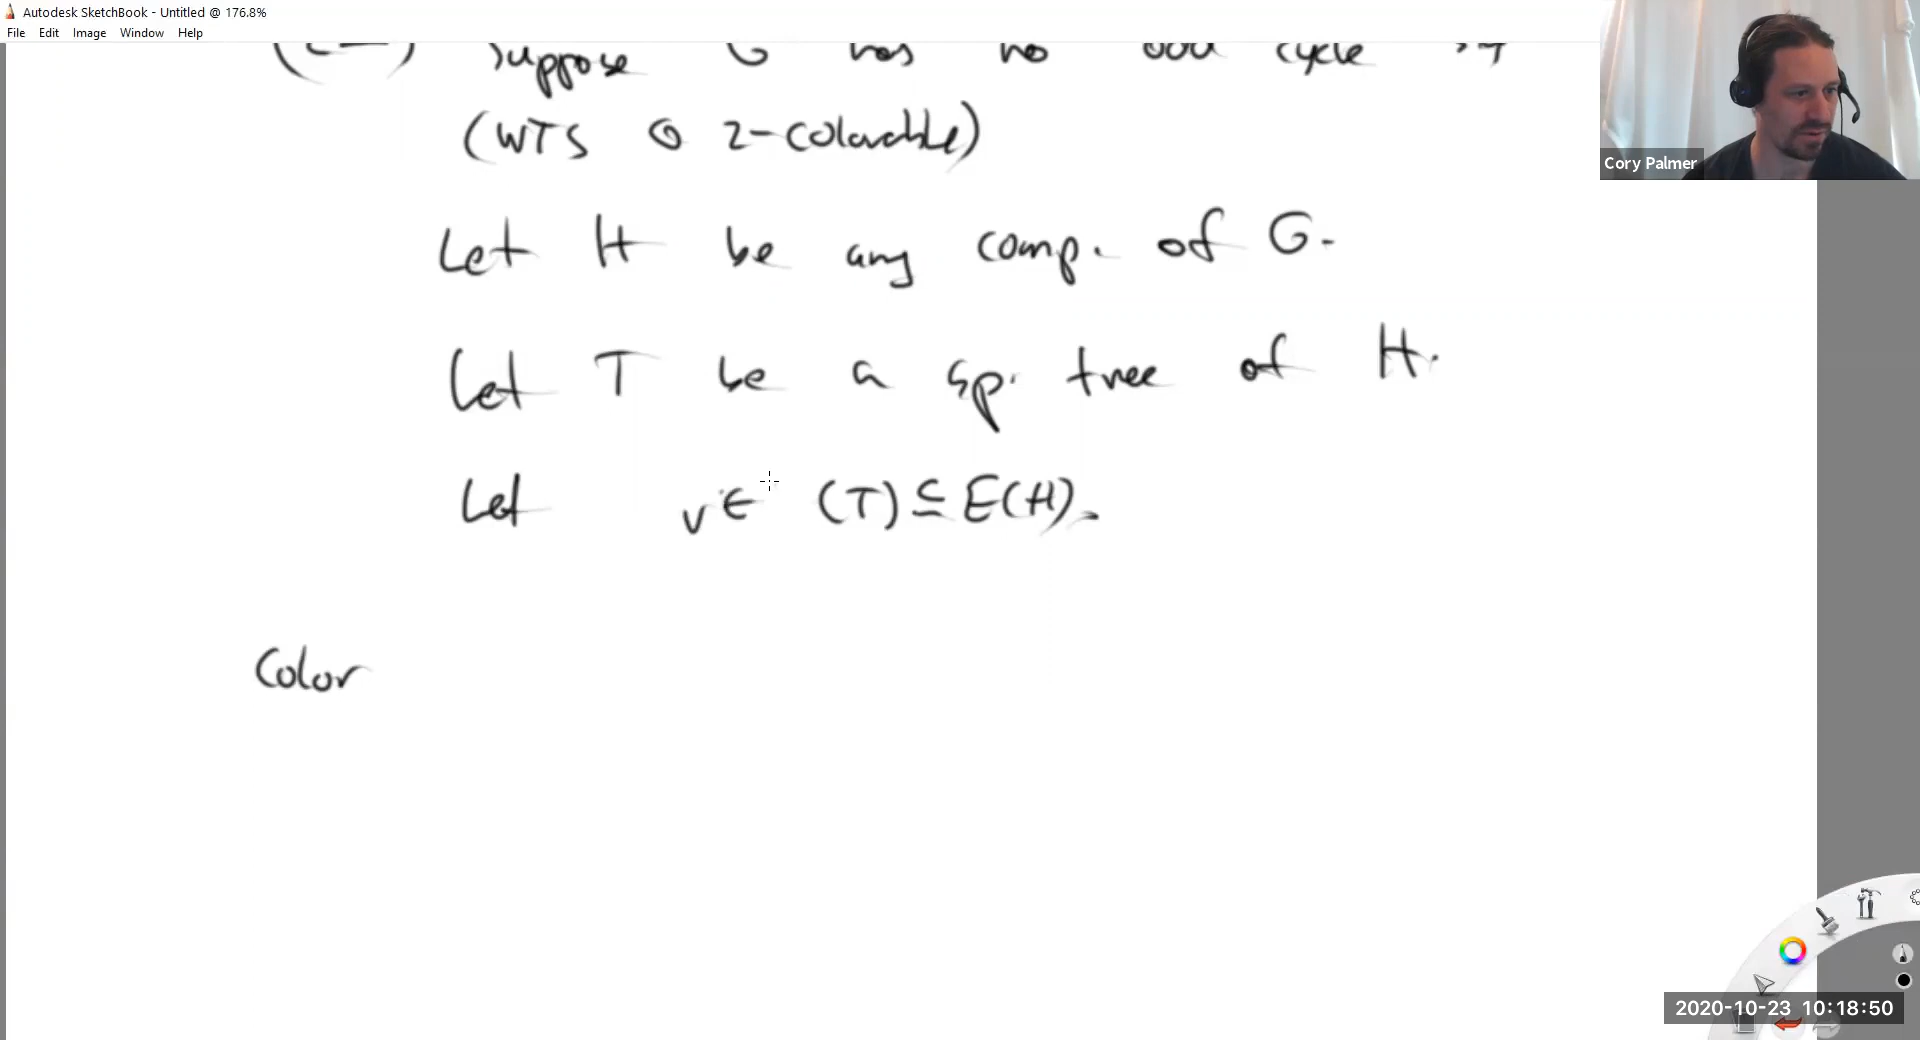 Autodesk SketchBook - Untitled @ 176.8%
File Edit Image Window Help
(⇐) Suppose G has no odd cycle
(WTS G 2-colorable)
Cory Palmer
Let H be any comp. of G.
Let T be a sp. tree of H.
Let v ∈ (T) ⊆ E(H).
Color
2020-10-23 10:18:50